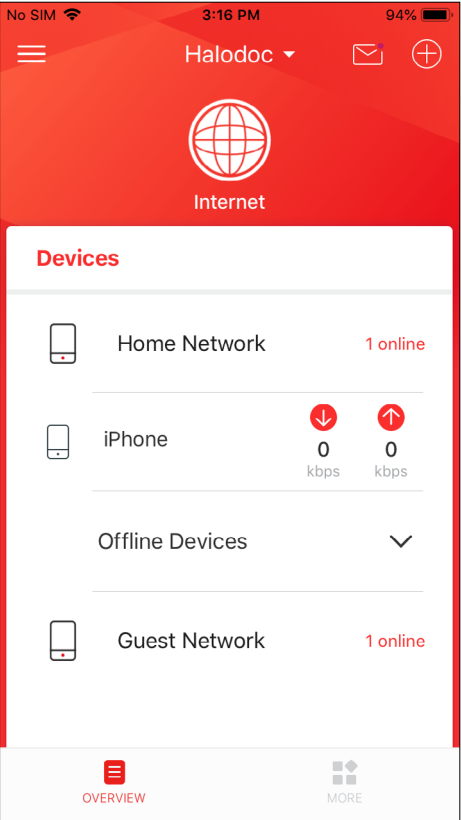 No SIM 3:16 PM 94%
Halodoc
Internet
Devices
Home Network 1 online
iPhone 0 kbps 0 kbps
Offline Devices
Guest Network 1 online
OVERVIEW MORE